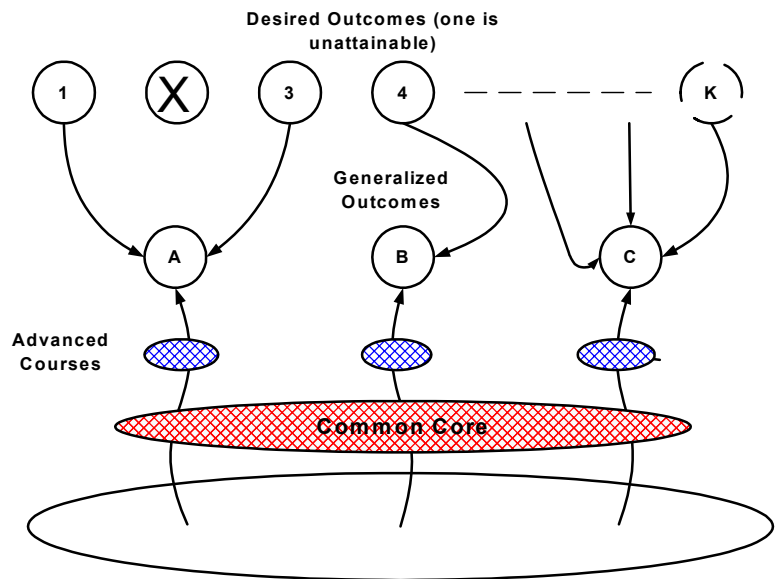 Desired Outcomes (one is
unattainable)
1 X 3 4 K
Generalized
Outcomes
A B C
Advanced
Courses
Common Core